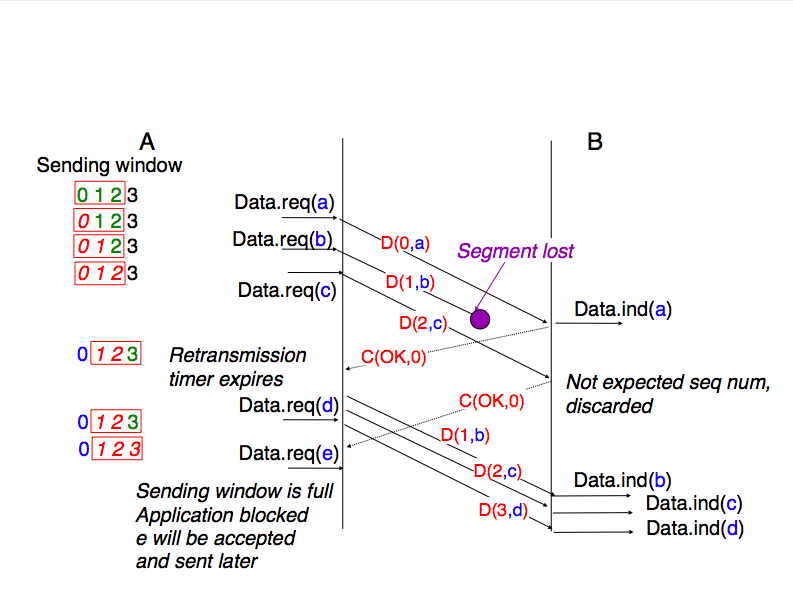 A
B
Sending window
0 1 2 3
Data.req(a)
0 1 2 3
Data.req(b)
D(0,a)
0 1 2 3
Segment lost
0 1 2 3
D(1,b)
Data.req(c)
Data.ind(a)
D(2,c)
0 1 2 3
Retransmission
timer expires
C(OK,0)
Not expected seq num,
discarded
Data.req(d)
C(OK,0)
0 1 2 3
D(1,b)
0 1 2 3
Data.req(e)
D(2,c)
Data.ind(b)
Sending window is full
Application blocked
e will be accepted
and sent later
Data.ind(c)
D(3,d)
Data.ind(d)